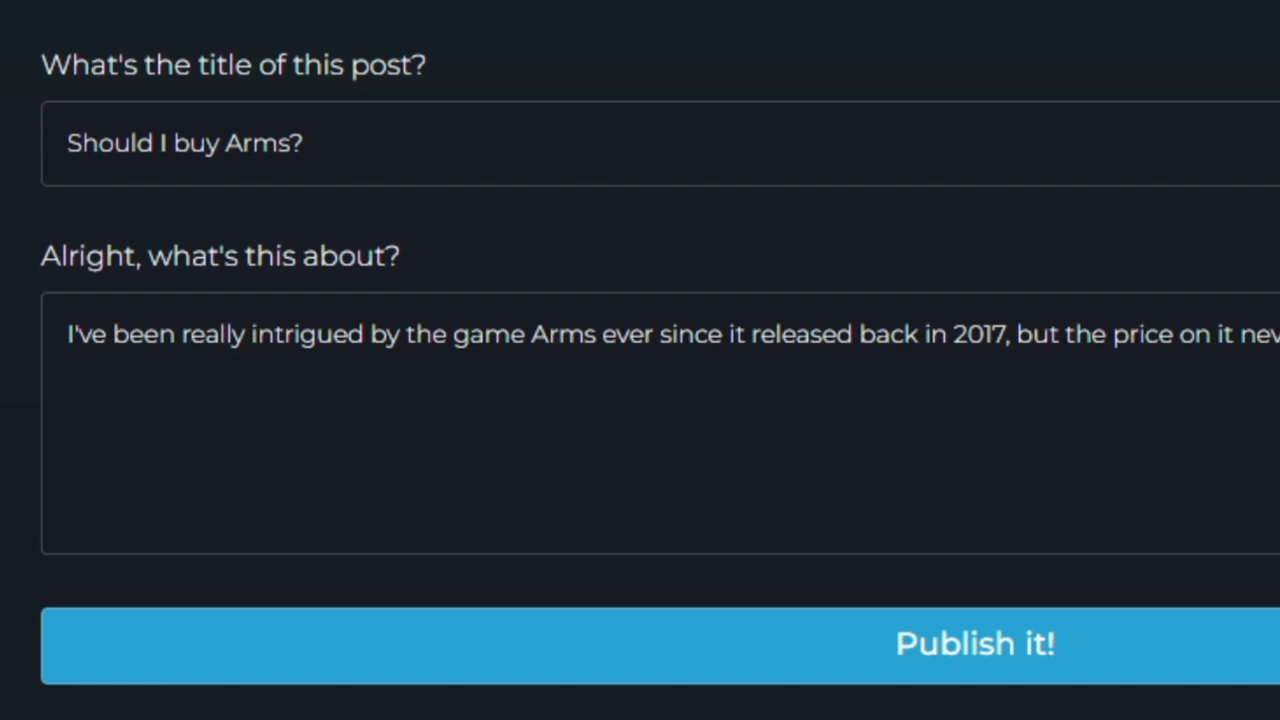 What's the title of this post?
Should I buy Arms?
Alright, what's this about?
I've been really intrigued by the game Arms ever since it released back in 2017, but the price on it
Publish it!